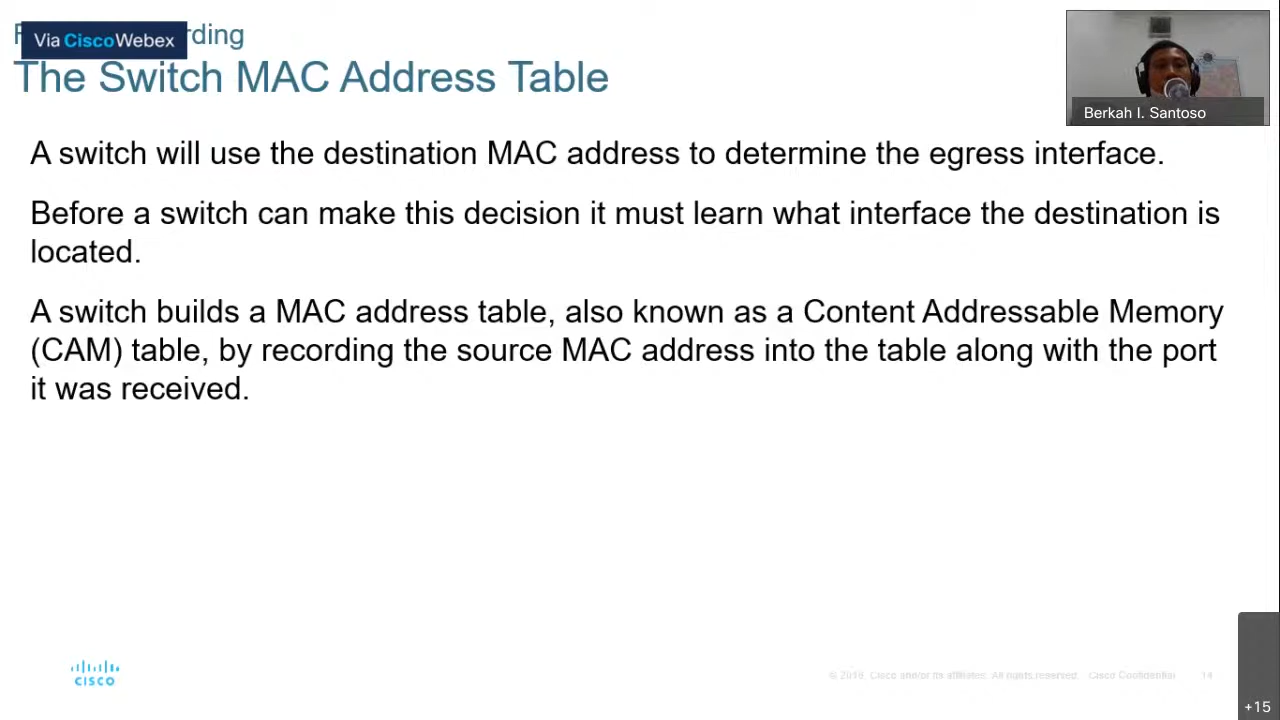 Via Cisco Webex
rding
The Switch MAC Address Table
Berkah I. Santoso
A switch will use the destination MAC address to determine the egress interface.
Before a switch can make this decision it must learn what interface the destination is
located.
A switch builds a MAC address table, also known as a Content Addressable Memory
(CAM) table, by recording the source MAC address into the table along with the port
it was received.
CISCO
© 2016 Cisco and/or its affiliates. All rights reserved. Cisco Confidential 14
+15